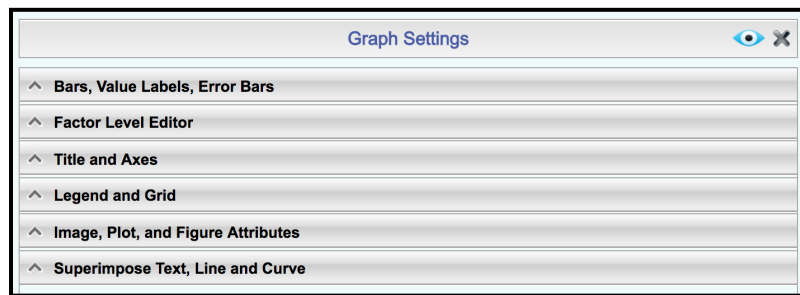 Graph Settings
Bars, Value Labels, Error Bars
Factor Level Editor
Title and Axes
Legend and Grid
Image, Plot, and Figure Attributes
Superimpose Text, Line and Curve